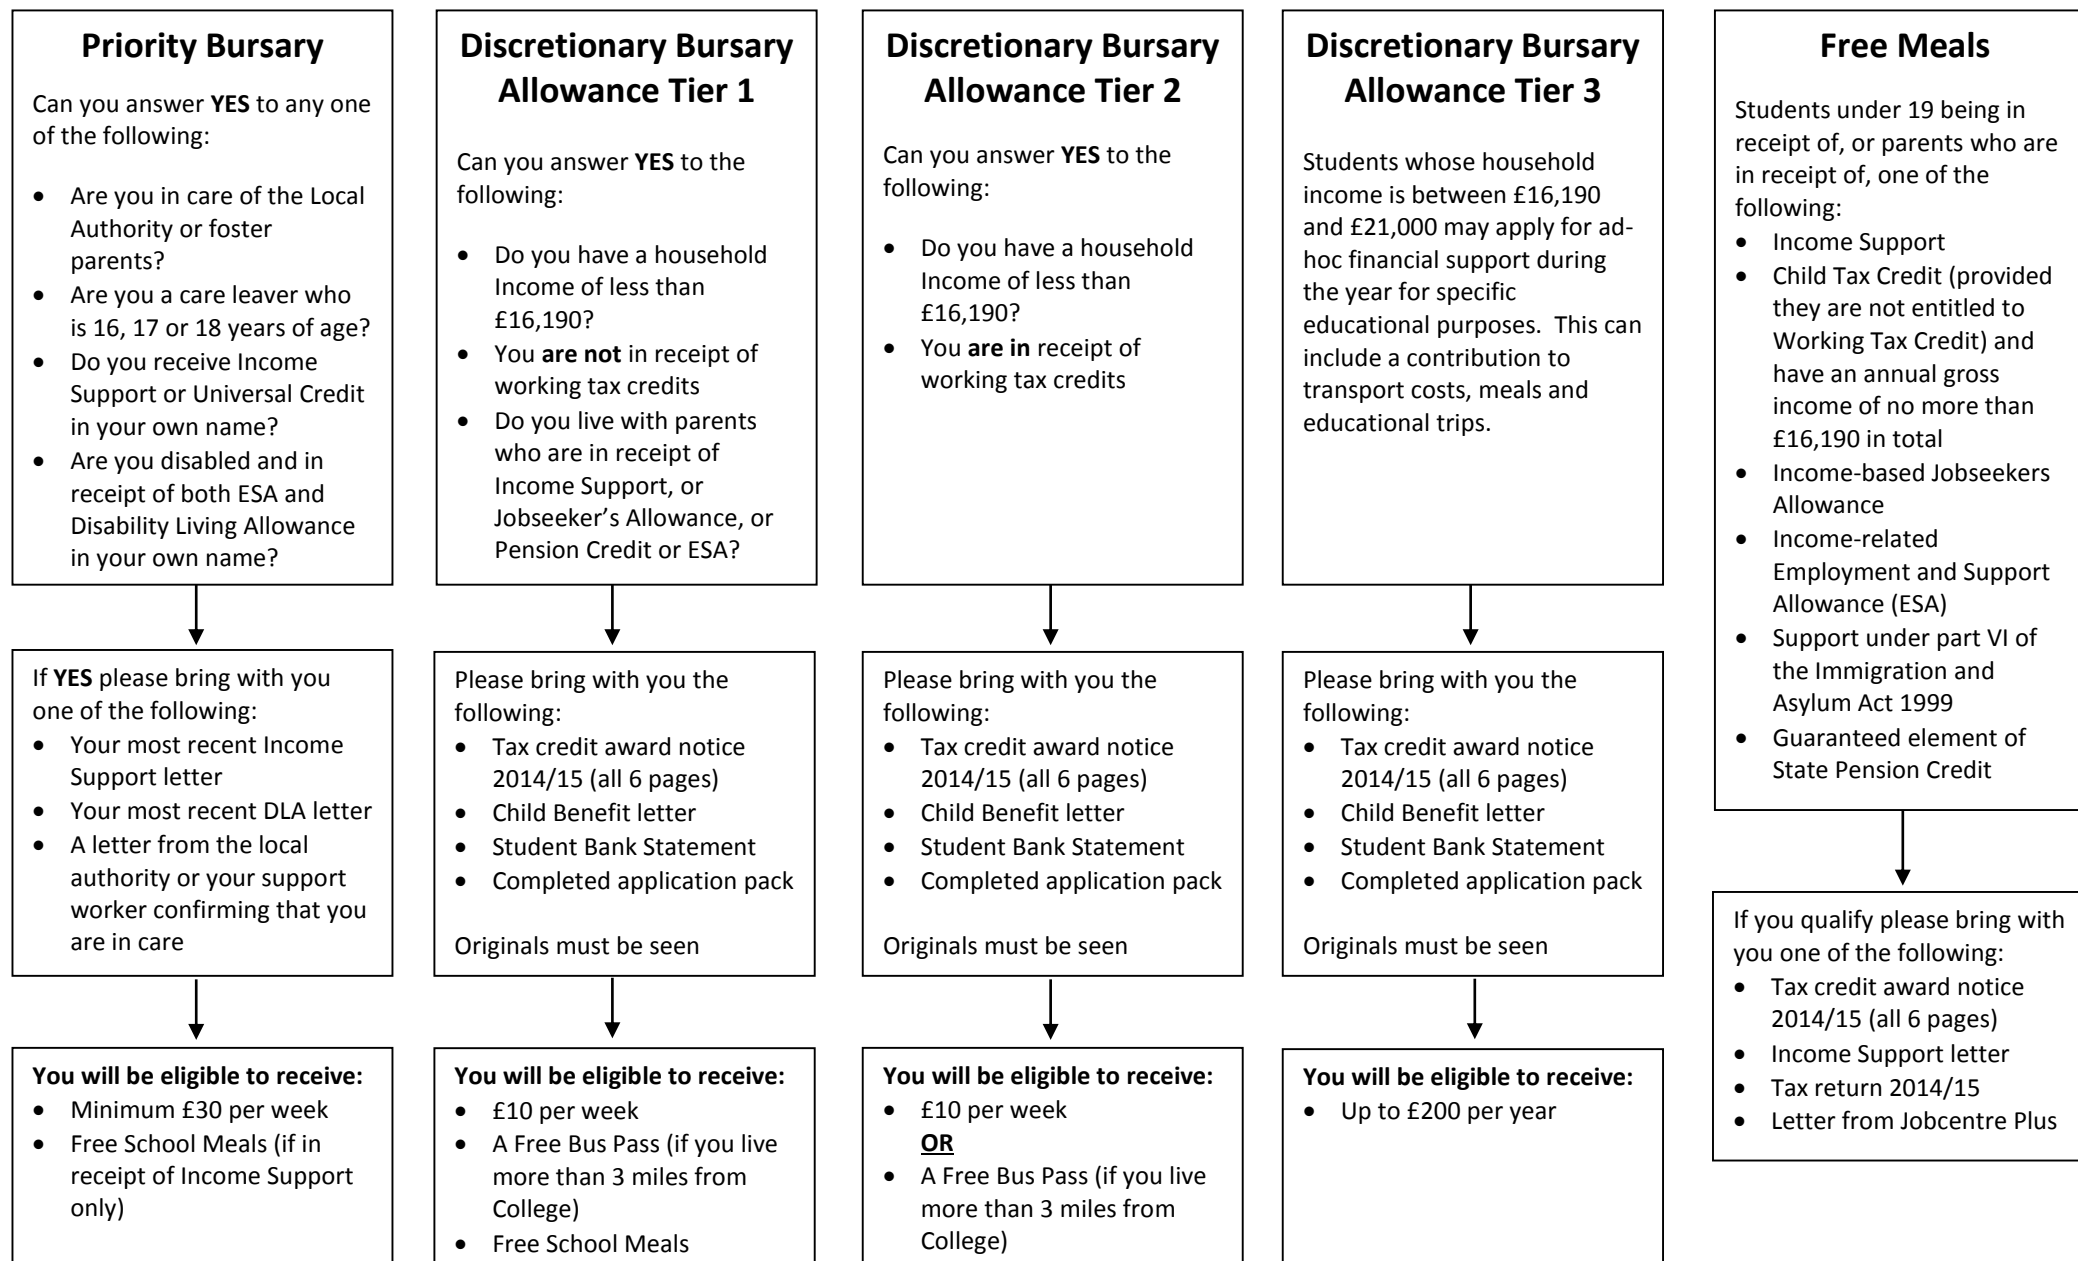 Priority Bursary
Can you answer YES to any one
of the following:
• Are you in care of the Local
Authority or foster
parents?
• Are you a care leaver who
is 16, 17 or 18 years of age?
• Do you receive Income
Support or Universal Credit
in your own name?
• Are you disabled and in
receipt of both ESA and
Disability Living Allowance
in your own name?
If YES please bring with you
one of the following:
• Your most recent Income
Support letter
• Your most recent DLA letter
• A letter from the local
authority or your support
worker confirming that you
are in care
You will be eligible to receive:
• Minimum £30 per week
• Free School Meals (if in
receipt of Income Support
only)
Discretionary Bursary
Allowance Tier 1
Can you answer YES to the
following:
• Do you have a household
Income of less than
£16,190?
• You are not in receipt of
working tax credits
• Do you live with parents
who are in receipt of
Income Support, or
Jobseeker’s Allowance, or
Pension Credit or ESA?
Please bring with you the
following:
• Tax credit award notice
2014/15 (all 6 pages)
• Child Benefit letter
• Student Bank Statement
• Completed application pack
Originals must be seen
You will be eligible to receive:
• £10 per week
• A Free Bus Pass (if you live
more than 3 miles from
College)
• Free School Meals
Discretionary Bursary
Allowance Tier 2
Can you answer YES to the
following:
• Do you have a household
Income of less than
£16,190?
• You are in receipt of
working tax credits
Please bring with you the
following:
• Tax credit award notice
2014/15 (all 6 pages)
• Child Benefit letter
• Student Bank Statement
• Completed application pack
Originals must be seen
You will be eligible to receive:
• £10 per week
OR
• A Free Bus Pass (if you live
more than 3 miles from
College)
Discretionary Bursary
Allowance Tier 3
Students whose household
income is between £16,190
and £21,000 may apply for ad-
hoc financial support during
the year for specific
educational purposes.  This can
include a contribution to
transport costs, meals and
educational trips.
Please bring with you the
following:
• Tax credit award notice
2014/15 (all 6 pages)
• Child Benefit letter
• Student Bank Statement
• Completed application pack
Originals must be seen
You will be eligible to receive:
• Up to £200 per year
Free Meals
Students under 19 being in
receipt of, or parents who are
in receipt of, one of the
following:
• Income Support
• Child Tax Credit (provided
they are not entitled to
Working Tax Credit) and
have an annual gross
income of no more than
£16,190 in total
• Income-based Jobseekers
Allowance
• Income-related
Employment and Support
Allowance (ESA)
• Support under part VI of
the Immigration and
Asylum Act 1999
• Guaranteed element of
State Pension Credit
If you qualify please bring with
you one of the following:
• Tax credit award notice
2014/15 (all 6 pages)
• Income Support letter
• Tax return 2014/15
• Letter from Jobcentre Plus